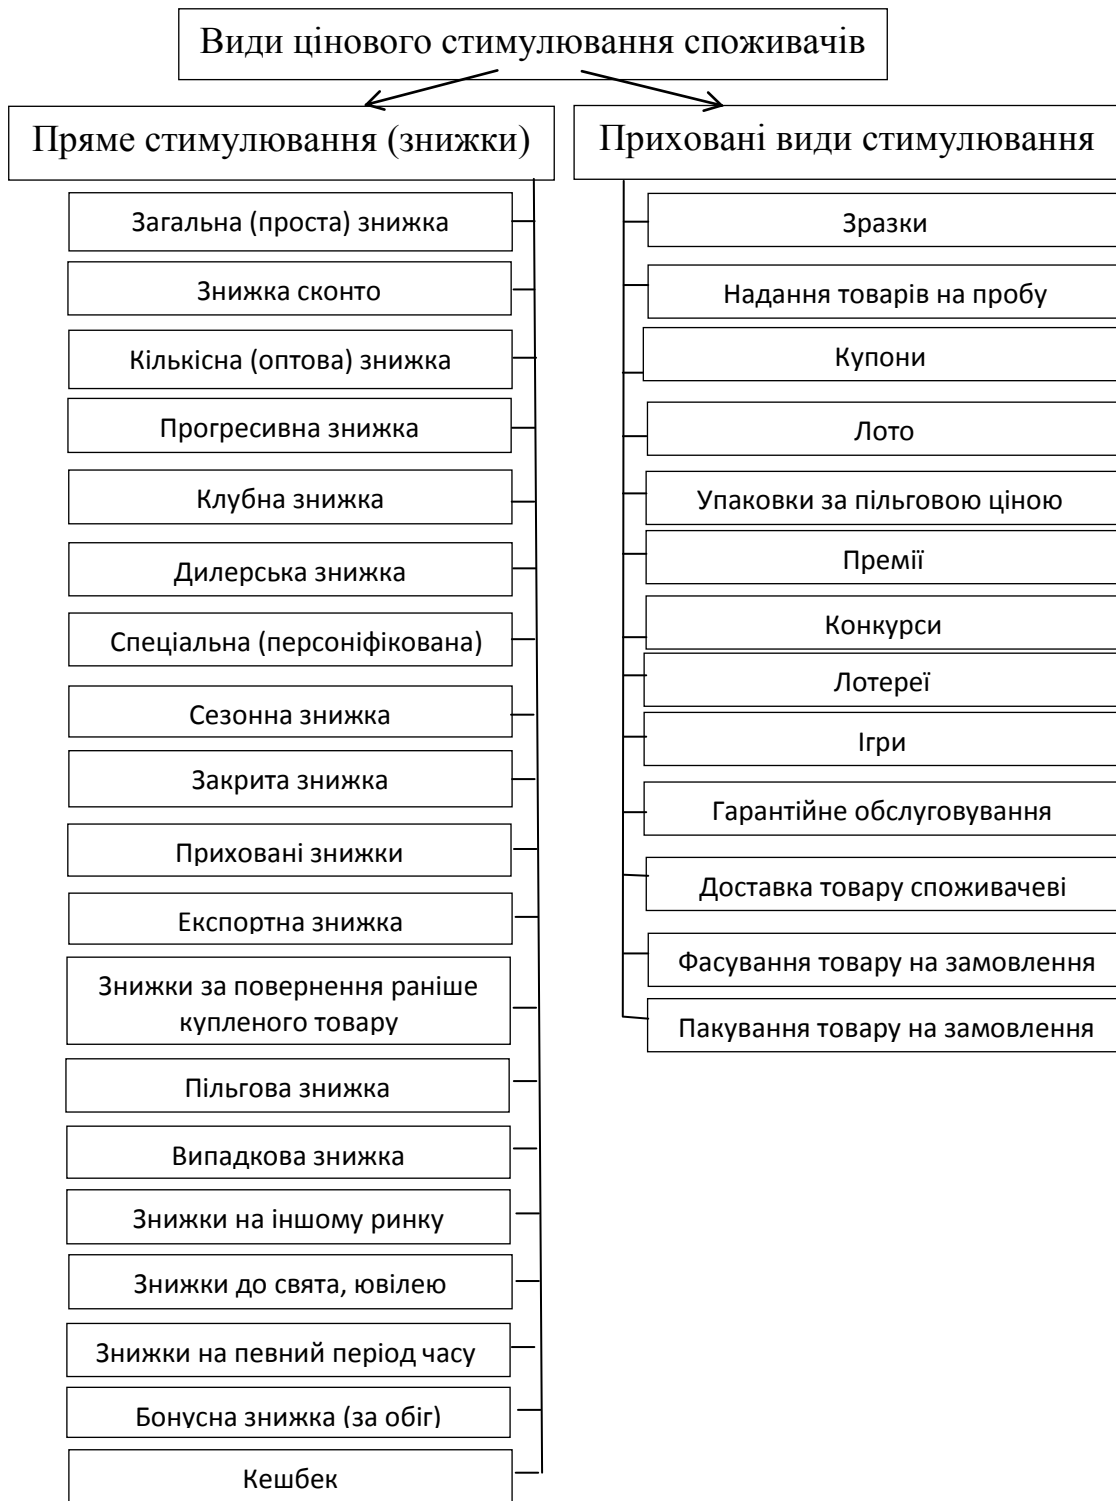 Види цінового стимулювання споживачів
Пряме стимулювання (знижки)
Загальна (проста) знижка
Знижка сконто
Кількісна (оптова) знижка
Прогресивна знижка
Клубна знижка
Дилерська знижка
Спеціальна (персоніфікована)
Сезонна знижка
Закрита знижка
Приховані знижки
Експортна знижка
Знижки за повернення раніше
купленого товару
Пільгова знижка
Випадкова знижка
Знижки на іншому ринку
Знижки до свята, ювілею
Знижки на певний період часу
Бонусна знижка (за обіг)
Кешбек
Приховані види стимулювання
Зразки
Надання товарів на пробу
Купони
Лото
Упаковки за пільговою ціною
Премії
Конкурси
Лотереї
Ігри
Гарантійне обслуговування
Доставка товару споживачеві
Фасування товару на замовлення
Пакування товару на замовлення